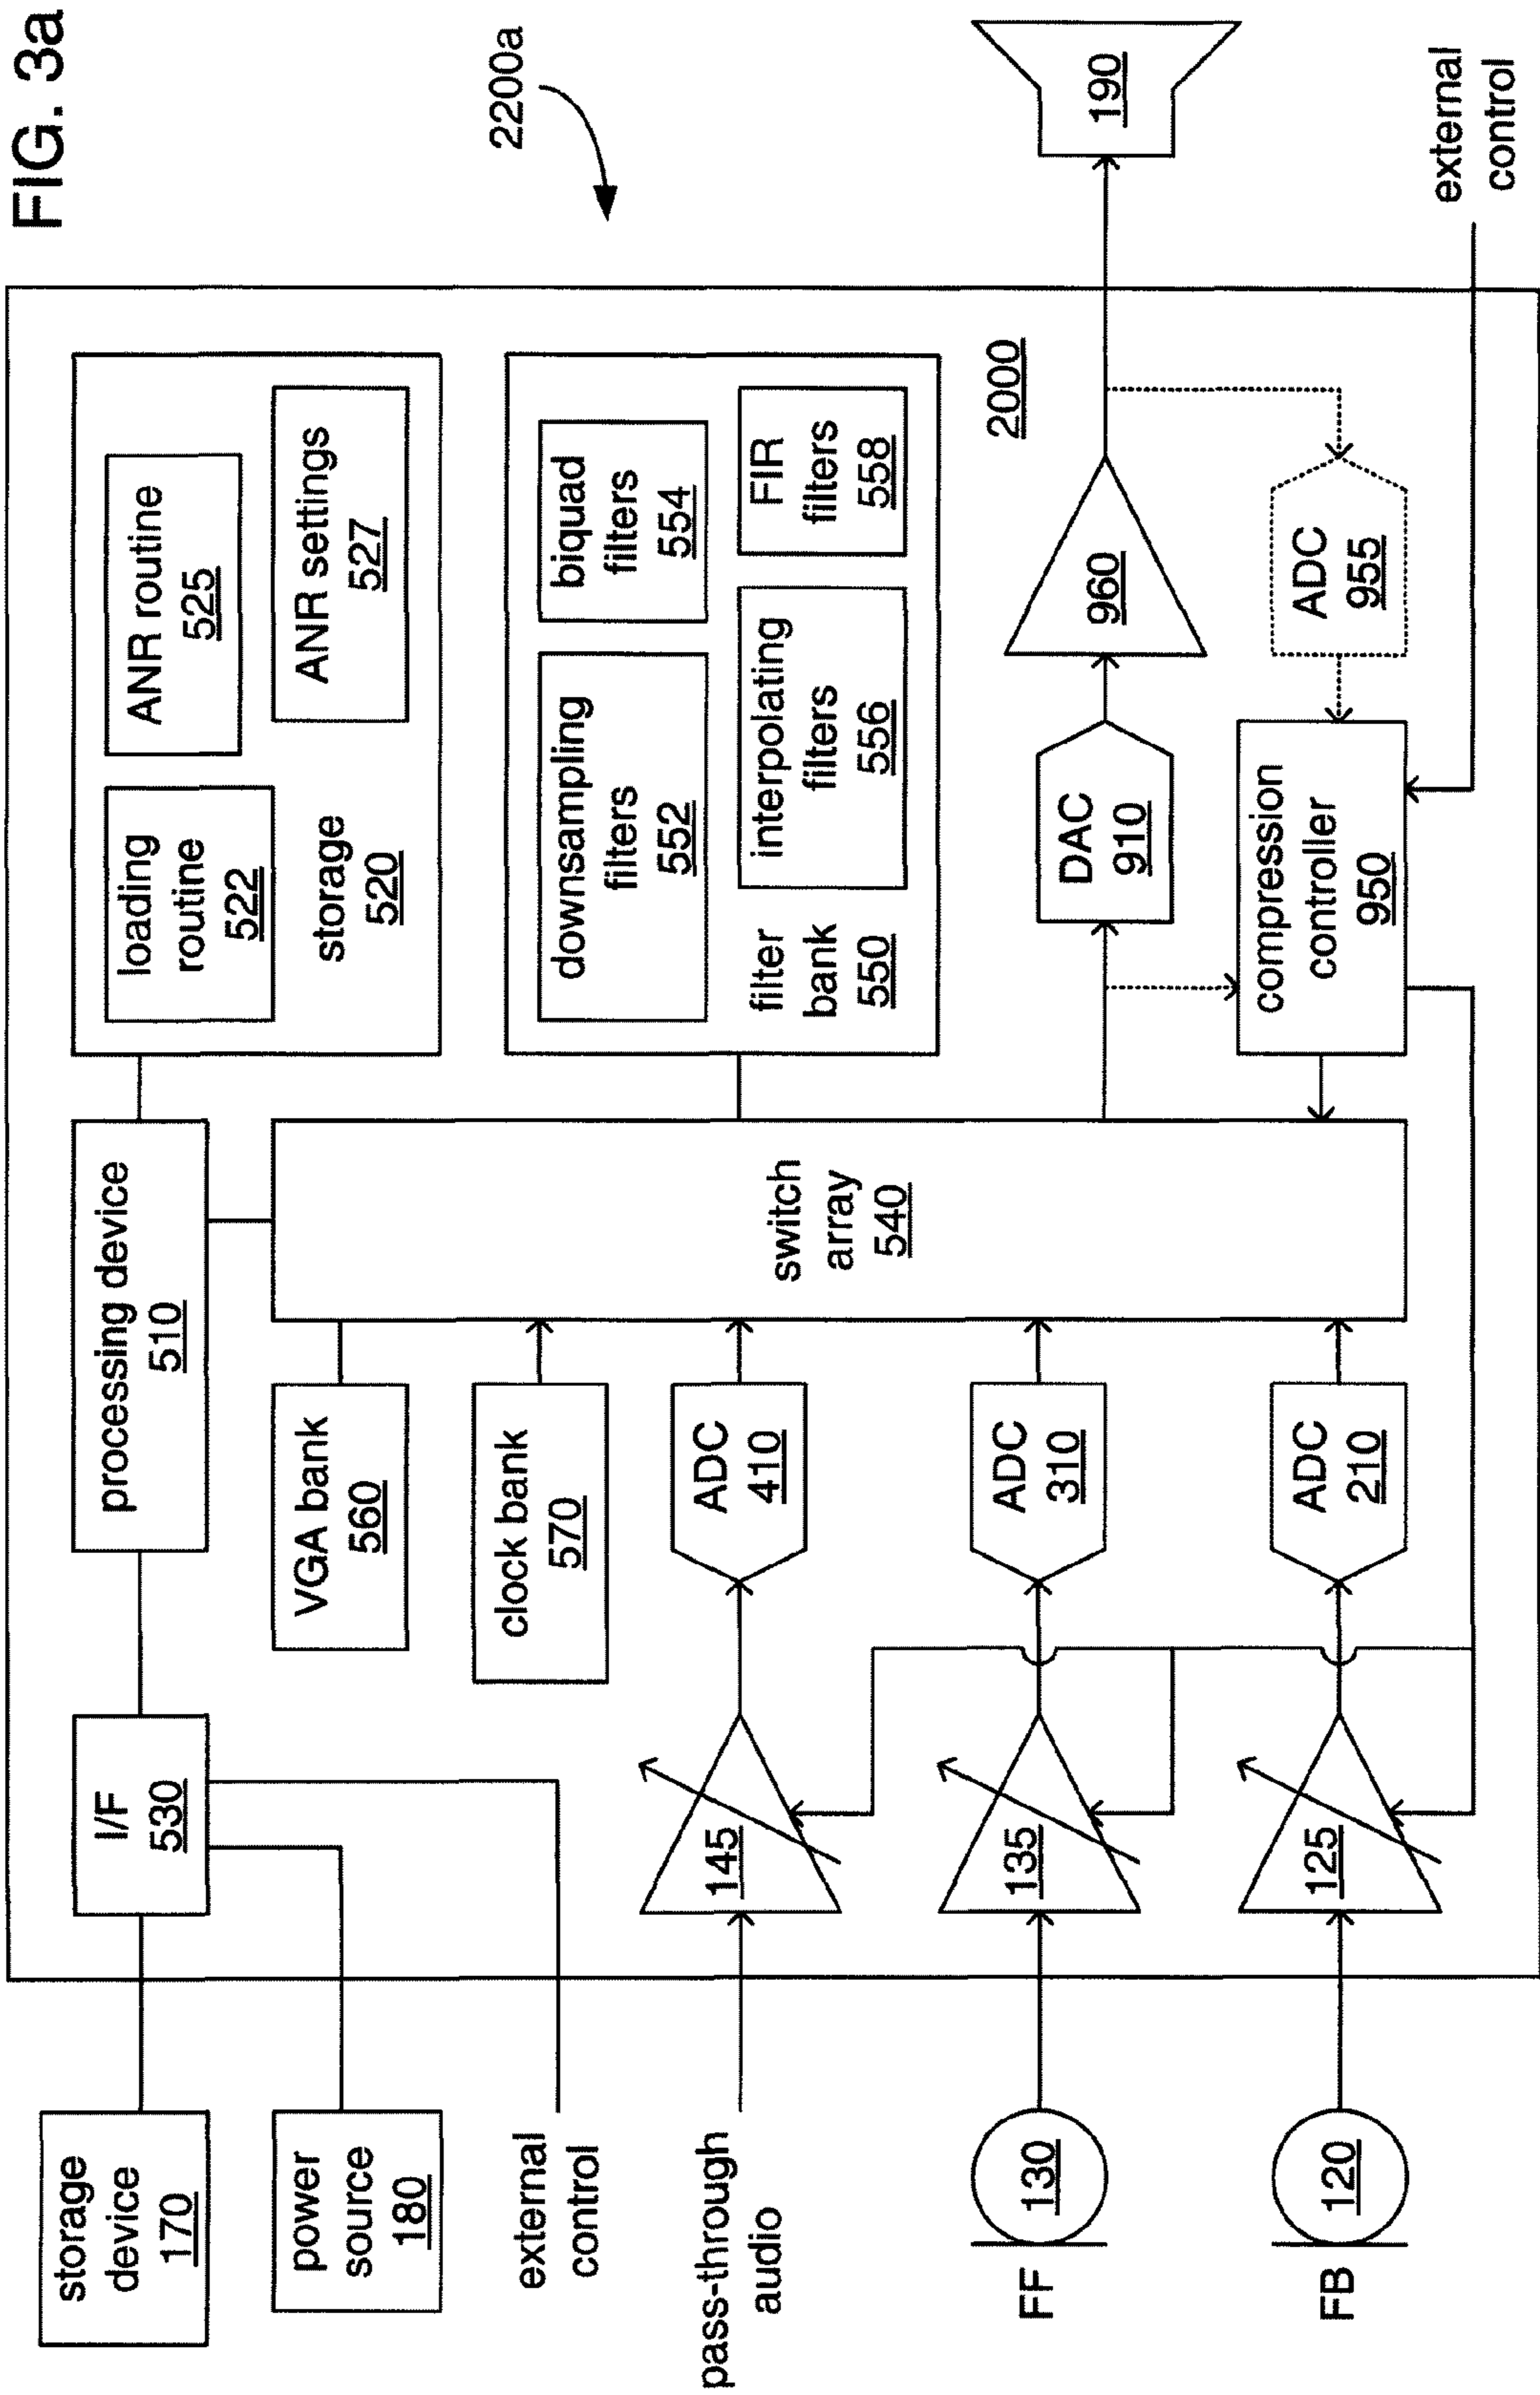 FIG. 3a
2200a
storage
device
170
I/F
530
processing device
510
loading
routine
522
ANR routine
525
ANR settings
527
storage
520
power
source
180
VGA bank
560
external
control
clock bank
570
downsampling
filters
552
biquad
filters
554
interpolating
filters
556
FIR
filters
558
filter
bank
550
pass-through
audio
145
ADC
410
switch
array
540
2000
FF
130
135
ADC
310
DAC
910
960
190
FB
120
125
ADC
210
compression
controller
950
ADC
955
external
control